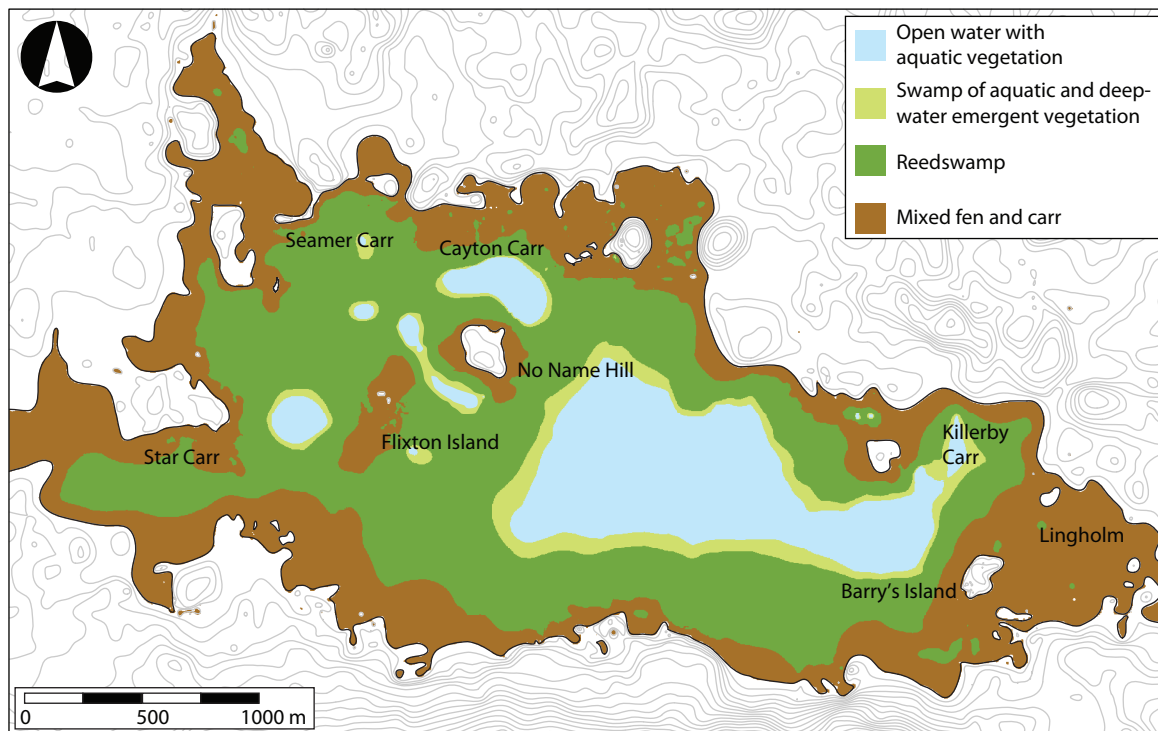 Open water with
aquatic vegetation
Swamp of aquatic and deep-
water emergent vegetation
Reedswamp
Mixed fen and carr
Seamer Carr
Cayton Carr
No Name Hill
Flixton Island
Star Carr
Killerby
Carr
Lingholm
Barry's Island
0 500 1000 m